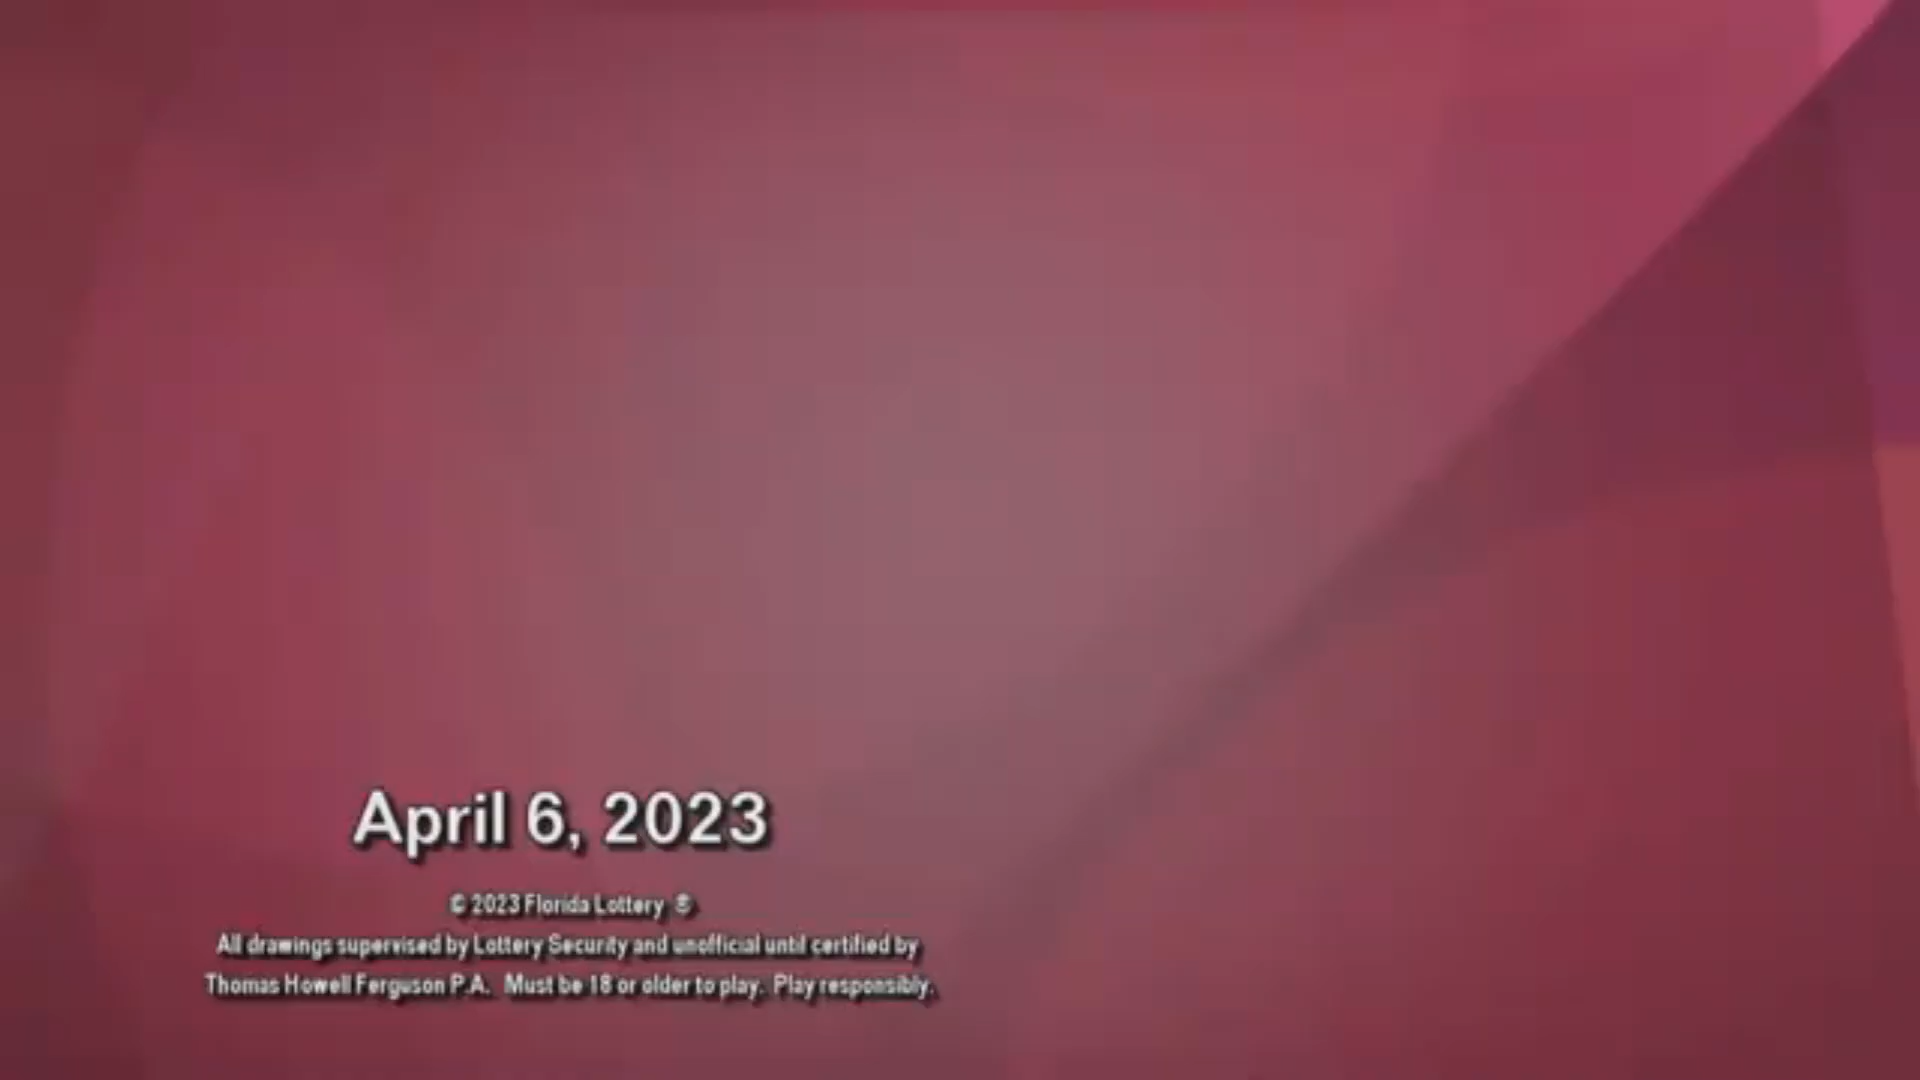 April 6, 2023
© 2023 Florida Lottery ®
All drawings supervised by Lottery Security and unofficial until certified by
Thomas Howell Ferguson P.A. Must be 18 or older to play. Play responsibly.